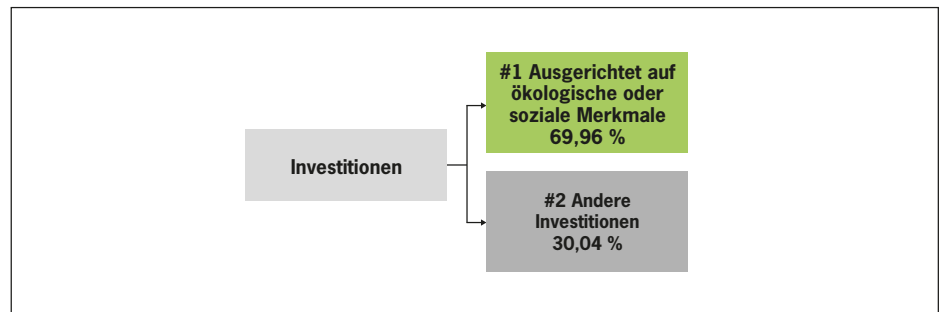 #1 Ausgerichtet auf
ökologische oder
soziale Merkmale
69,96 %
Investitionen
#2 Andere
Investitionen
30,04 %